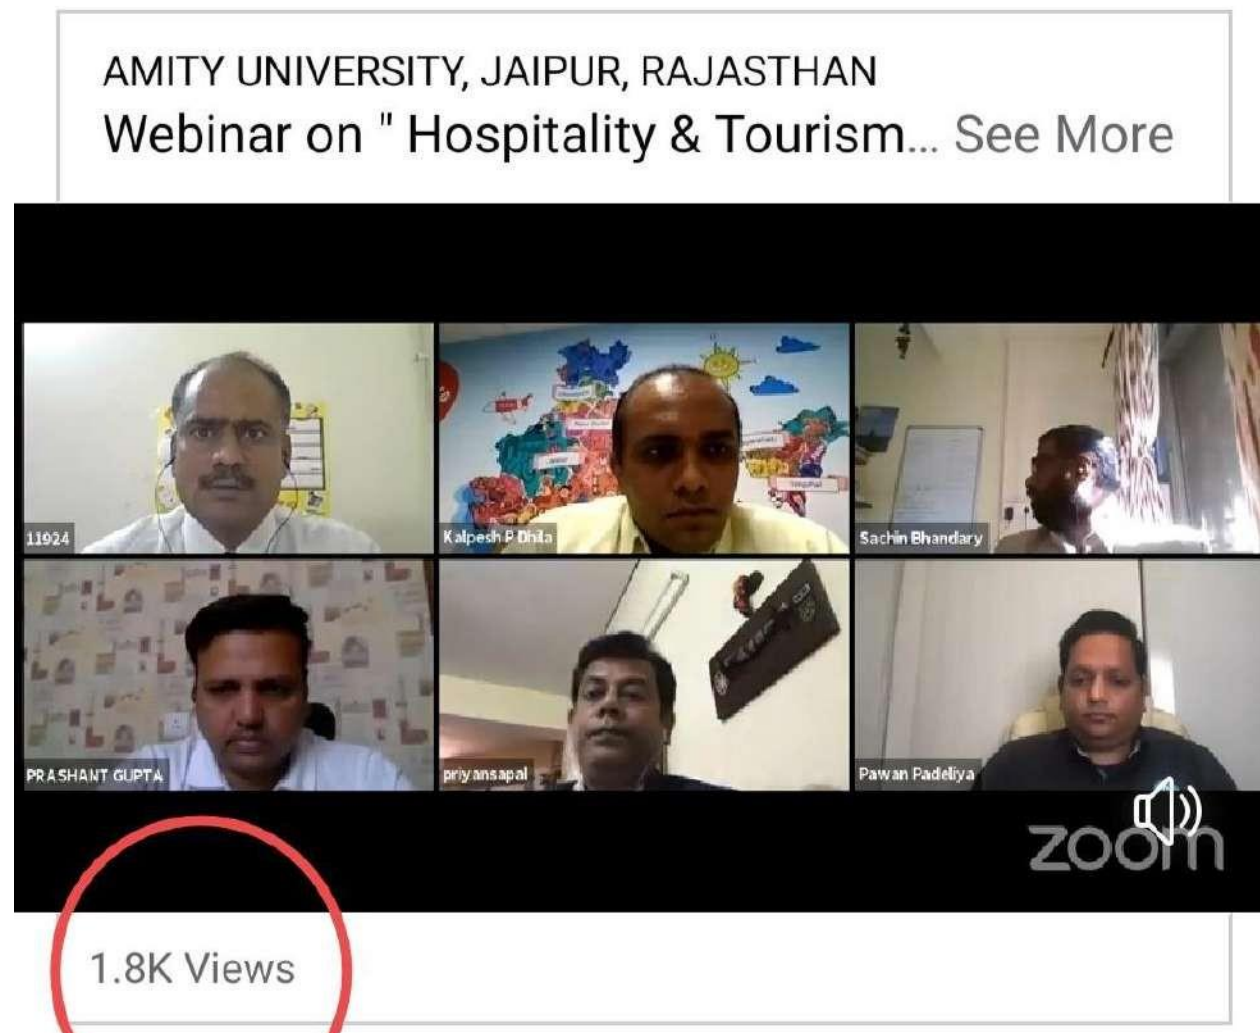 AMITY UNIVERSITY, JAIPUR, RAJASTHAN
Webinar on " Hospitality & Tourism... See More
11924
Kalpesh P Dhila
Sachin Bhandary
PRASHANT GUPTA
priyansapal
Pawan Padeliya
zoom
1.8K Views